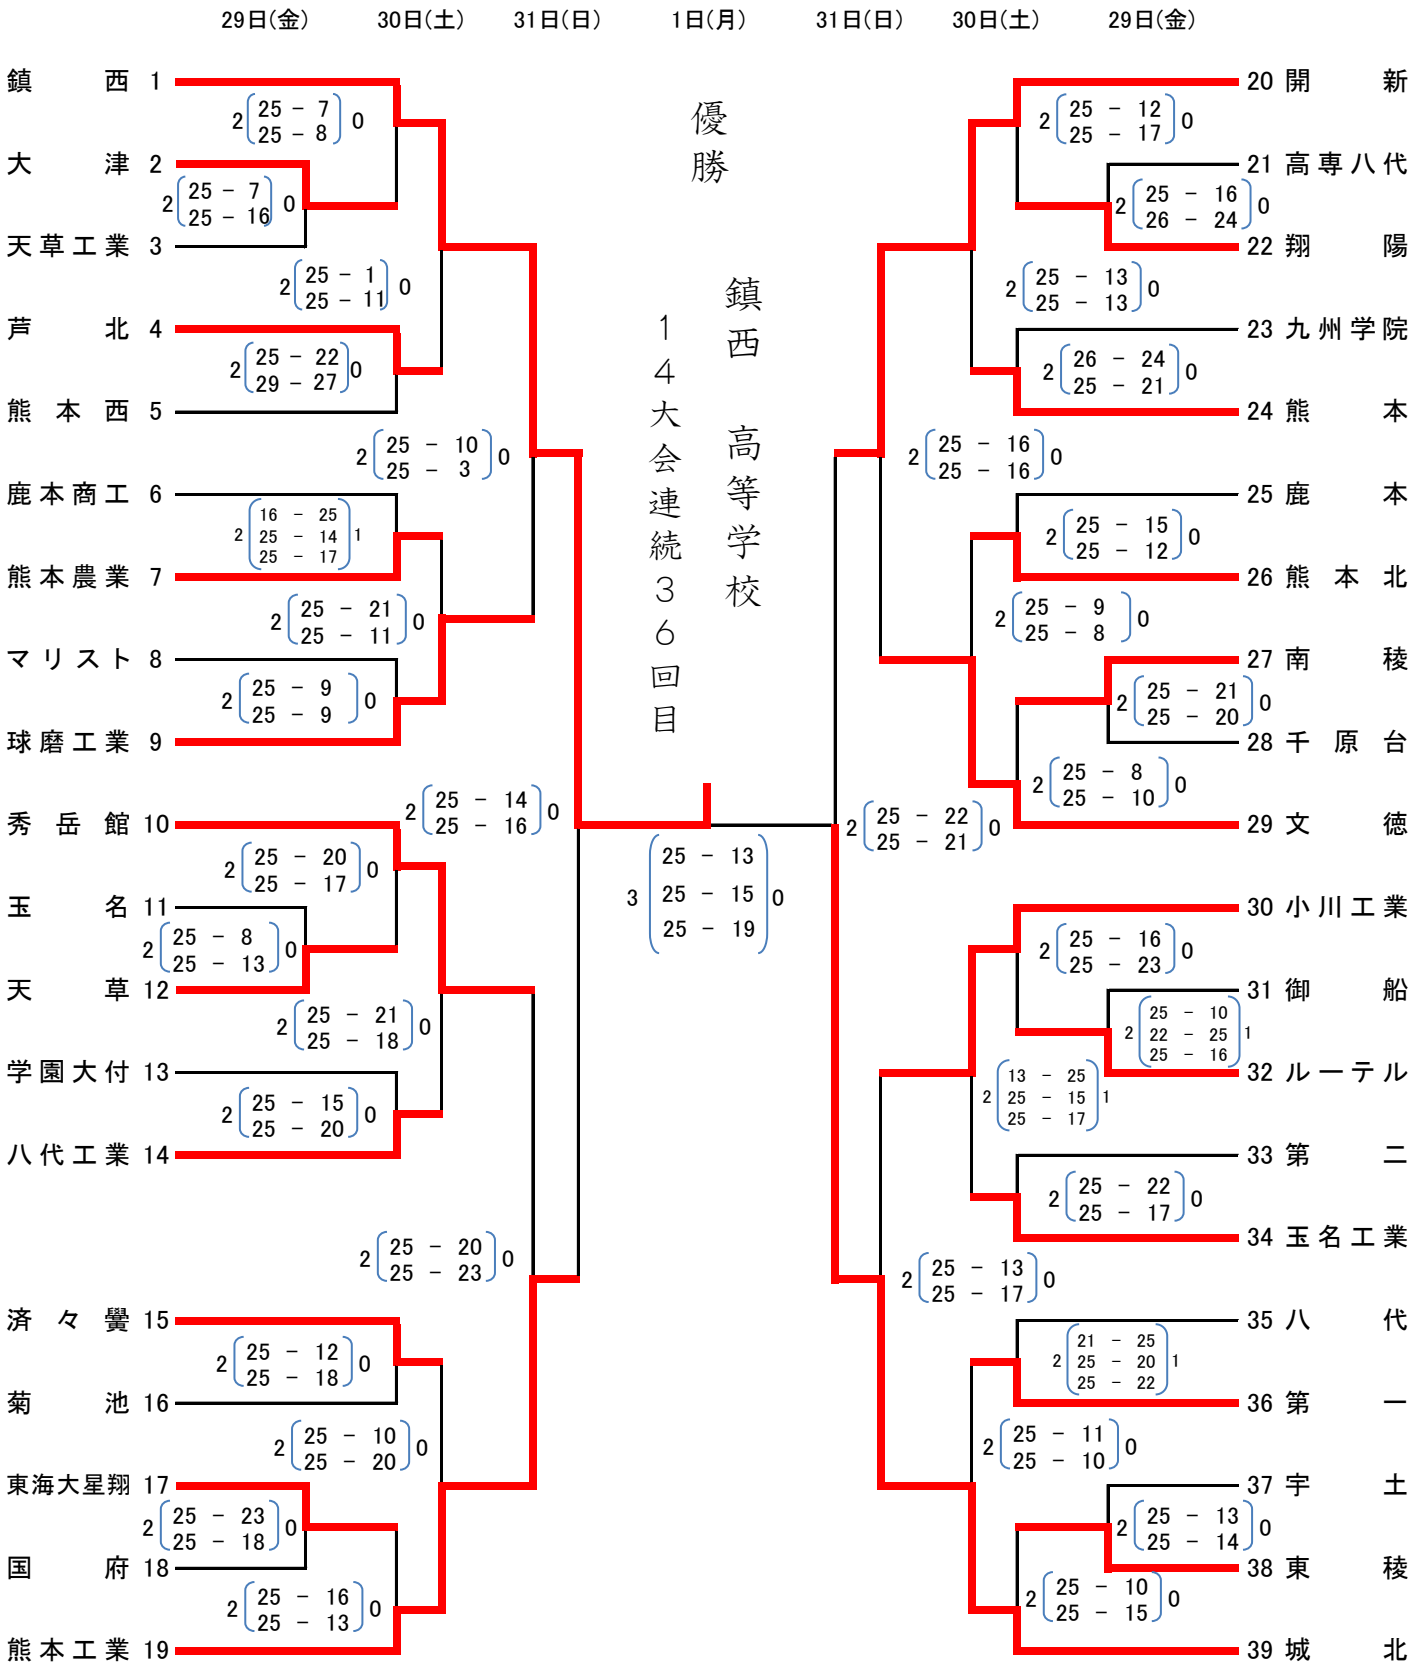 29日(金) 30日(土) 31日(日) 1日(月) 31日(日) 30日(土) 29日(金)
優勝
鎮西 高等学校
14大会連続36回目
鎮西 1
2 25 - 7 0
25 - 8
大津 2
2 25 - 7 0
25 - 16
天草工業 3
2 25 - 1 0
25 - 11
芦北 4
2 25 - 22 0
29 - 27
熊本西 5
2 25 - 10 0
25 - 3
鹿本商工 6
16 - 25
2 25 - 14 1
25 - 17
熊本農業 7
2 25 - 21 0
25 - 11
マリスト 8
2 25 - 9 0
25 - 9
球磨工業 9
2 25 - 14 0
25 - 16
秀岳館 10
2 25 - 20 0
25 - 17
玉名 11
2 25 - 8 0
25 - 13
天草 12
2 25 - 21 0
25 - 18
学園大付 13
2 25 - 15 0
25 - 20
八代工業 14
2 25 - 20 0
25 - 23
済々黌 15
2 25 - 12 0
25 - 18
菊池 16
2 25 - 10 0
25 - 20
東海大星翔 17
2 25 - 23 0
25 - 18
国府 18
2 25 - 16 0
25 - 13
熊本工業 19
25 - 13
3 25 - 15 0
25 - 19
20 開新
2 25 - 12 0
25 - 17
21 高専八代
2 25 - 16 0
26 - 24
22 翔陽
2 25 - 13 0
25 - 13
23 九州学院
2 26 - 24 0
25 - 21
24 熊本
2 25 - 16 0
25 - 16
25 鹿本
2 25 - 15 0
25 - 12
26 熊本北
2 25 - 9 0
25 - 8
27 南稜
2 25 - 21 0
25 - 20
28 千原台
2 25 - 8 0
25 - 10
29 文徳
2 25 - 22 0
25 - 21
30 小川工業
2 25 - 16 0
25 - 23
31 御船
25 - 10
2 22 - 25 1
25 - 16
32 ルーテル
13 - 25
2 25 - 15 1
25 - 17
33 第二
2 25 - 22 0
25 - 17
34 玉名工業
2 25 - 13 0
25 - 17
35 八代
21 - 25
2 25 - 20 1
25 - 22
36 第一
2 25 - 11 0
25 - 10
37 宇土
2 25 - 13 0
25 - 14
38 東稜
2 25 - 10 0
25 - 15
39 城北